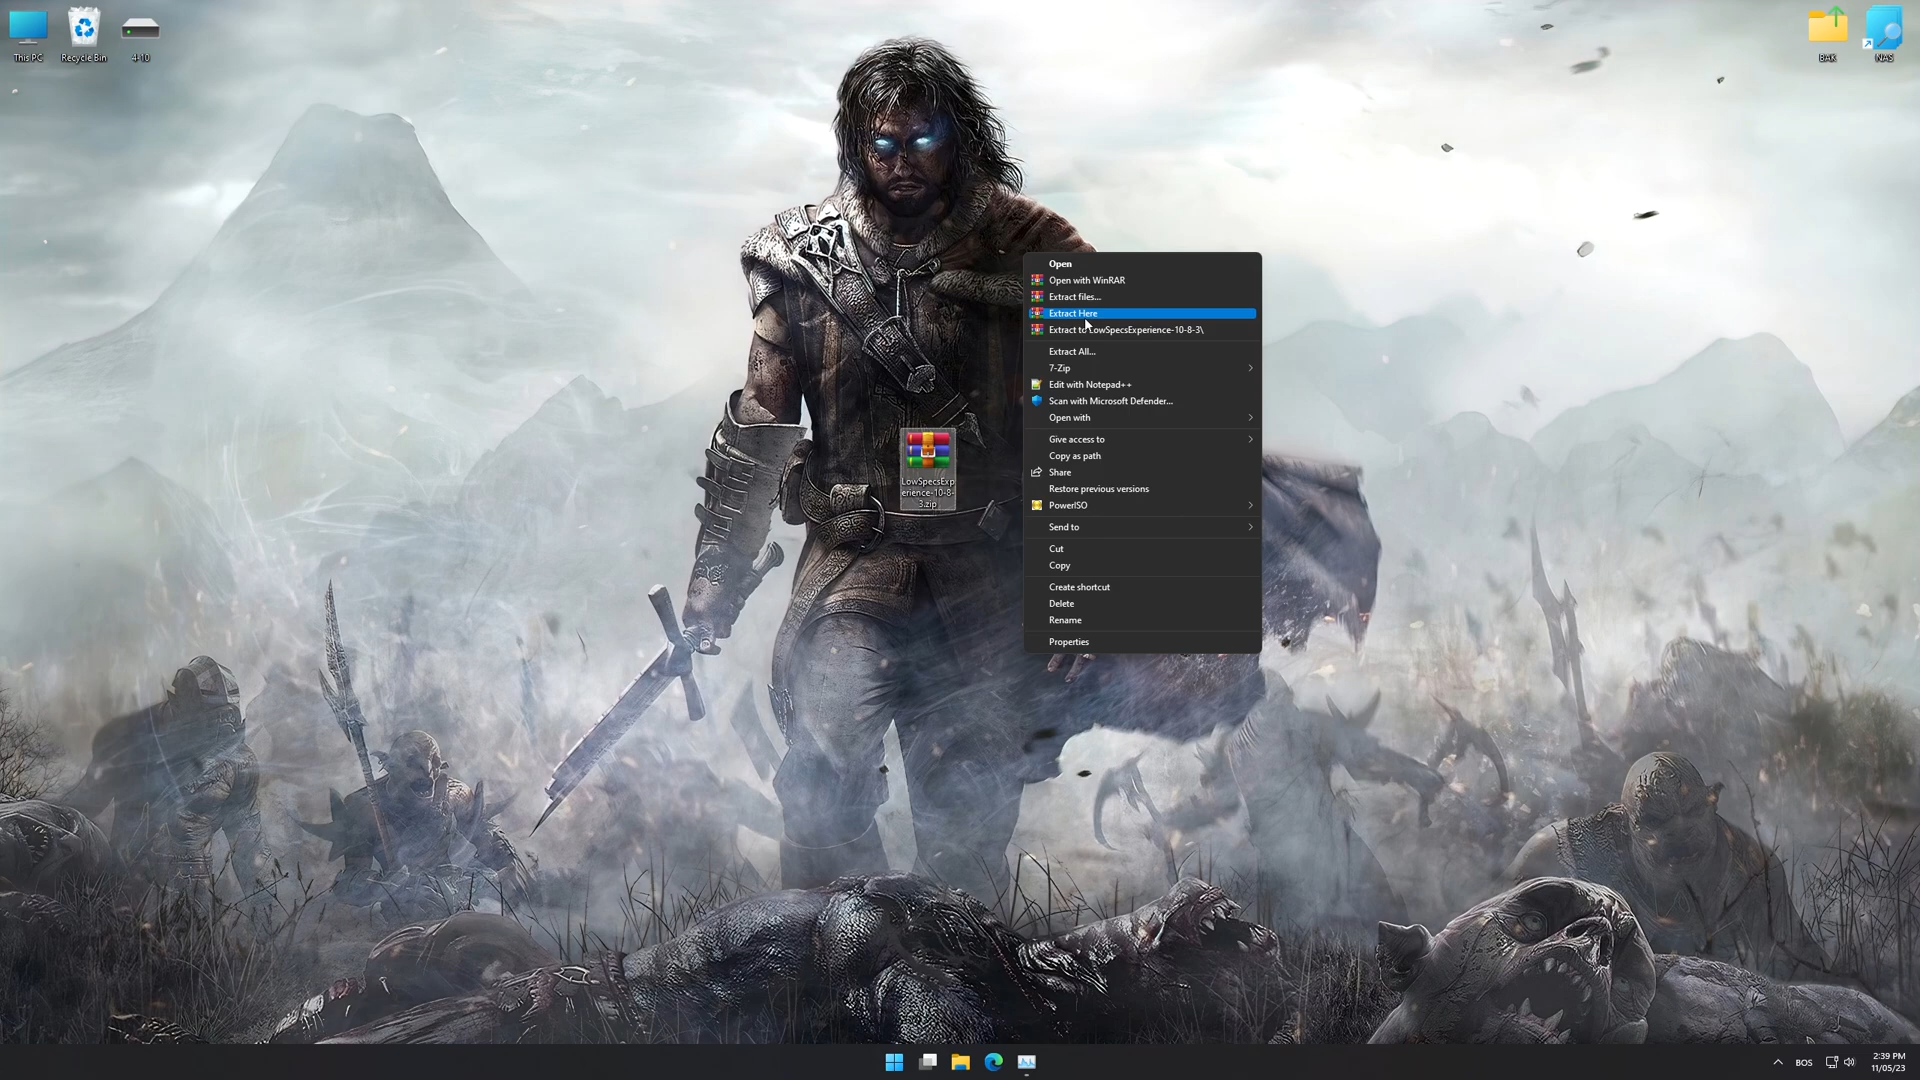 This PC
Recycle Bin
4-10
BAK
NAS
Open
Open with WinRAR
Extract files...
Extract Here
Extract to LowSpecsExperience-10-8-3\
Extract All...
7-Zip
Edit with Notepad++
Scan with Microsoft Defender...
Open with
Give access to
Copy as path
Share
Restore previous versions
PowerISO
Send to
Cut
Copy
Create shortcut
Delete
Rename
Properties
LowSpecsExp
erience-10-8-
3.zip
BOS
2:39 PM
11/05/23